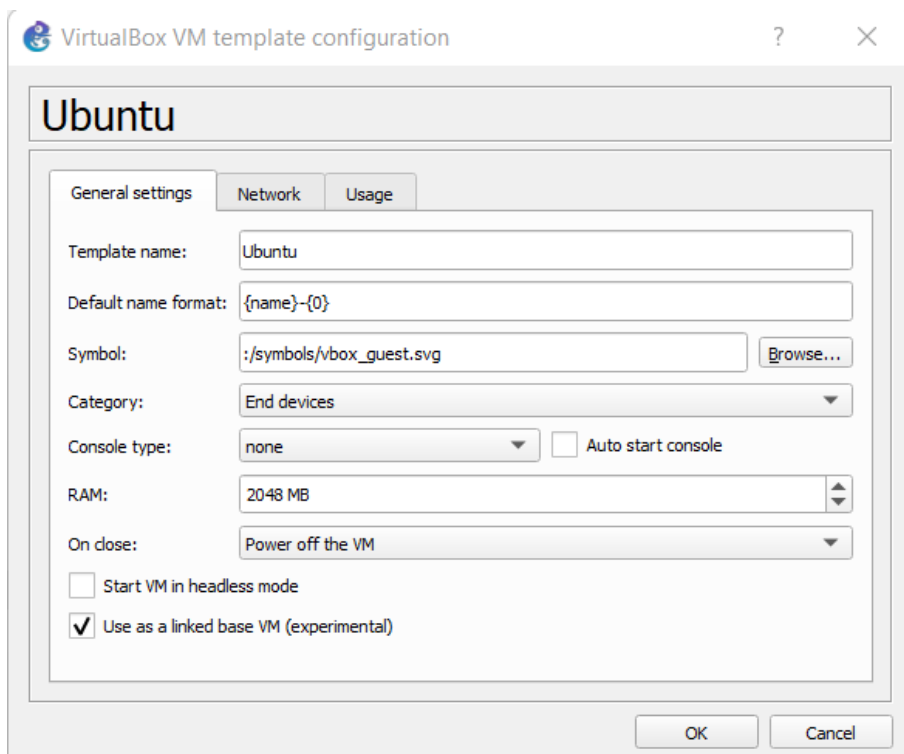 VirtualBox VM template configuration ? ×
Ubuntu
General settings Network Usage
Template name: Ubuntu
Default name format: {name}-{0}
Symbol: :/symbols/vbox_guest.svg Browse...
Category: End devices
Console type: none Auto start console
RAM: 2048 MB
On close: Power off the VM
Start VM in headless mode
Use as a linked base VM (experimental)
OK Cancel